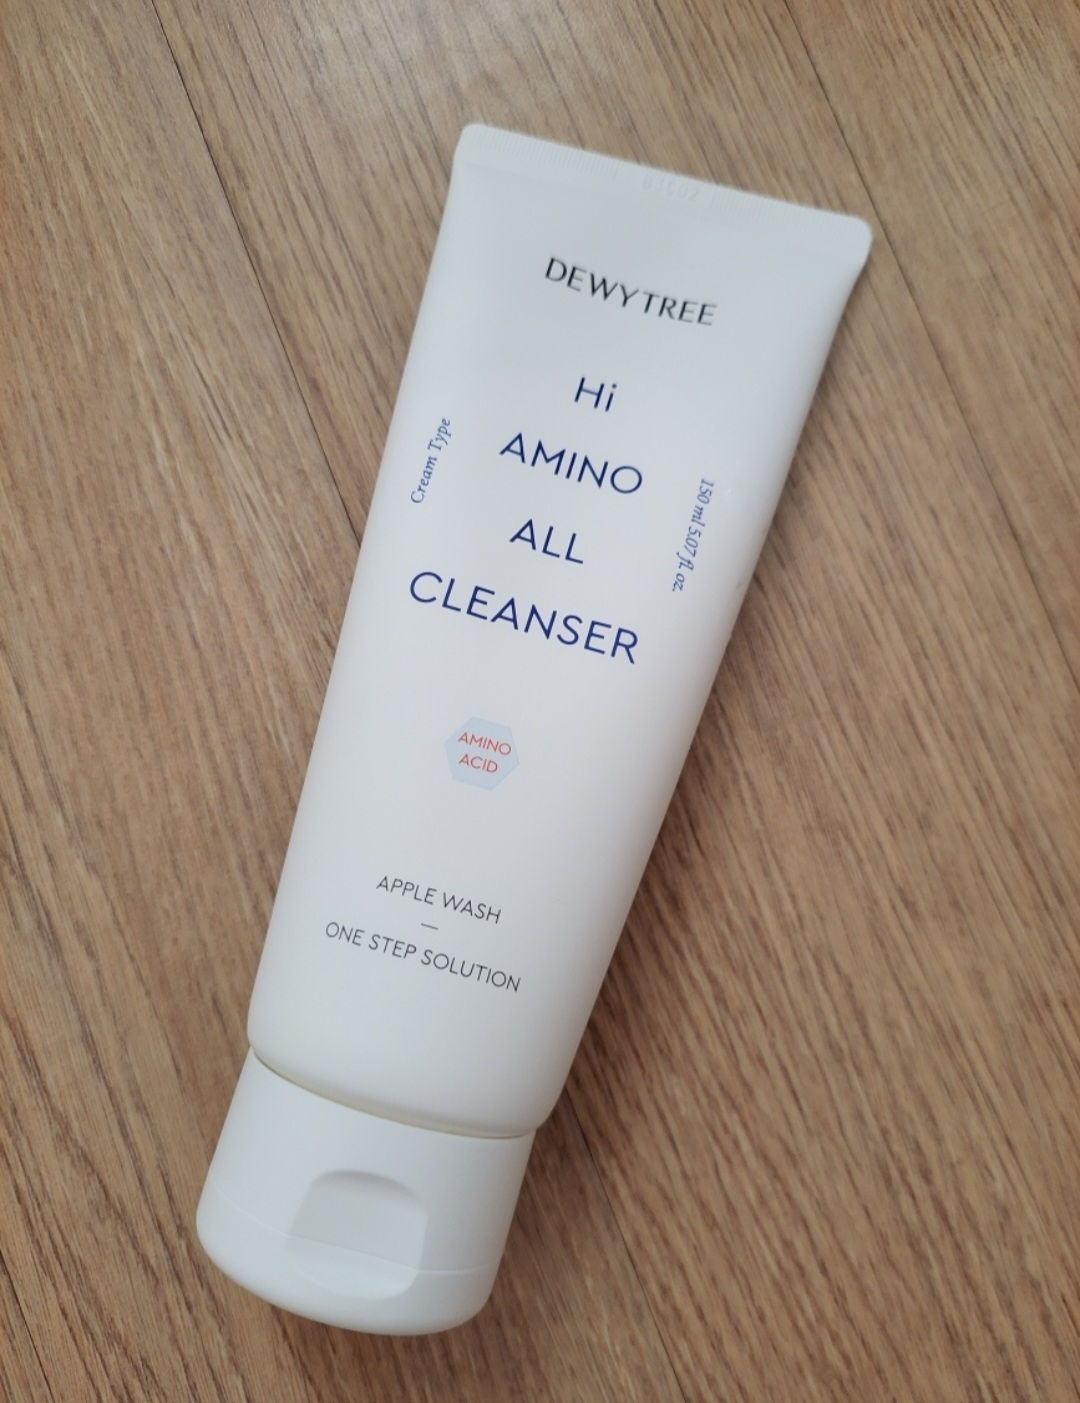 DEWYTREE
Hi
AMINO
ALL
CLEANSER
Cream Type
150 ml 5.07 fl. oz.
AMINO
ACID
APPLE WASH
—
ONE STEP SOLUTION